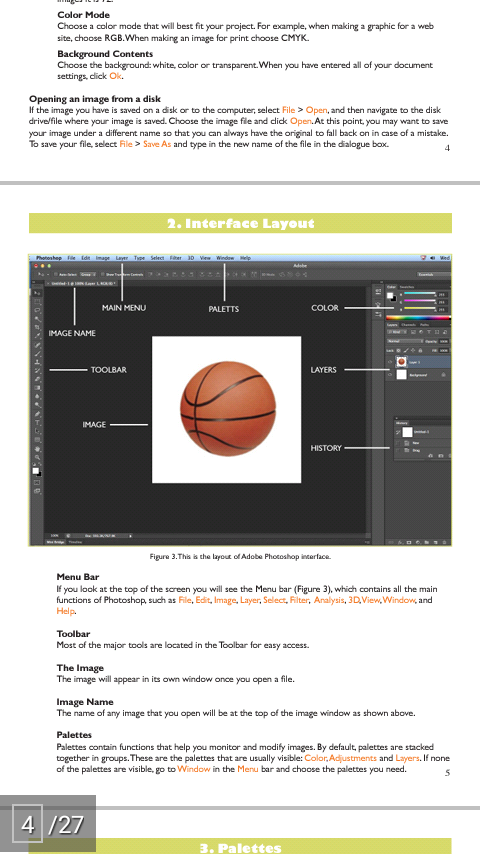 Color Mode
Choose a color mode that will best fit your project. For example, when making a graphic for a web
site, choose RGB. When making an image for print choose CMYK.
Background Contents
Choose the background: white, color or transparent. When you have entered all of your document
settings, click Ok.
Opening an image from a disk
If the image you have is saved on a disk or to the computer, select File > Open, and then navigate to the disk
drive/file where your image is saved. Choose the image file and click Open. At this point, you may want to save
your image under a different name so that you can always have the original to fall back on in case of a mistake.
To save your file, select File > Save As and type in the new name of the file in the dialogue box.
4
2. Interface Layout
Photoshop File Edit Image Layer Type Select Filter 3D View Window Help Wed
Adobe
MAIN MENU
PALETTS
COLOR
IMAGE NAME
TOOLBAR
LAYERS
IMAGE
HISTORY
Figure 3. This is the layout of Adobe Photoshop interface.
Menu Bar
If you look at the top of the screen you will see the Menu bar (Figure 3), which contains all the main
functions of Photoshop, such as File, Edit, Image, Layer, Select, Filter, Analysis, 3D, View, Window, and
Help.
Toolbar
Most of the major tools are located in the Toolbar for easy access.
The Image
The image will appear in its own window once you open a file.
Image Name
The name of any image that you open will be at the top of the image window as shown above.
Palettes
Palettes contain functions that help you monitor and modify images. By default, palettes are stacked
together in groups. These are the palettes that are usually visible: Color, Adjustments and Layers. If none
of the palettes are visible, go to Window in the Menu bar and choose the palettes you need.
5
4 /27
3. Palettes